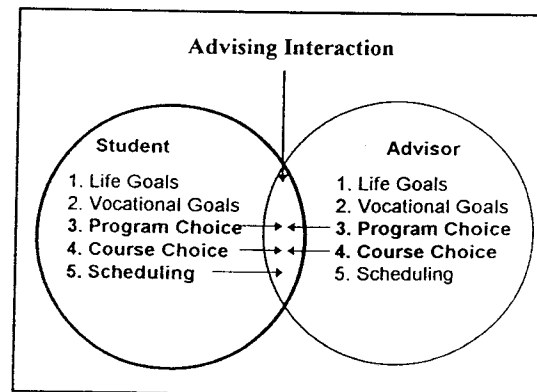 Advising Interaction
Student
1. Life Goals
2. Vocational Goals
3. Program Choice
4. Course Choice
5. Scheduling
Advisor
1. Life Goals
2. Vocational Goals
3. Program Choice
4. Course Choice
5. Scheduling